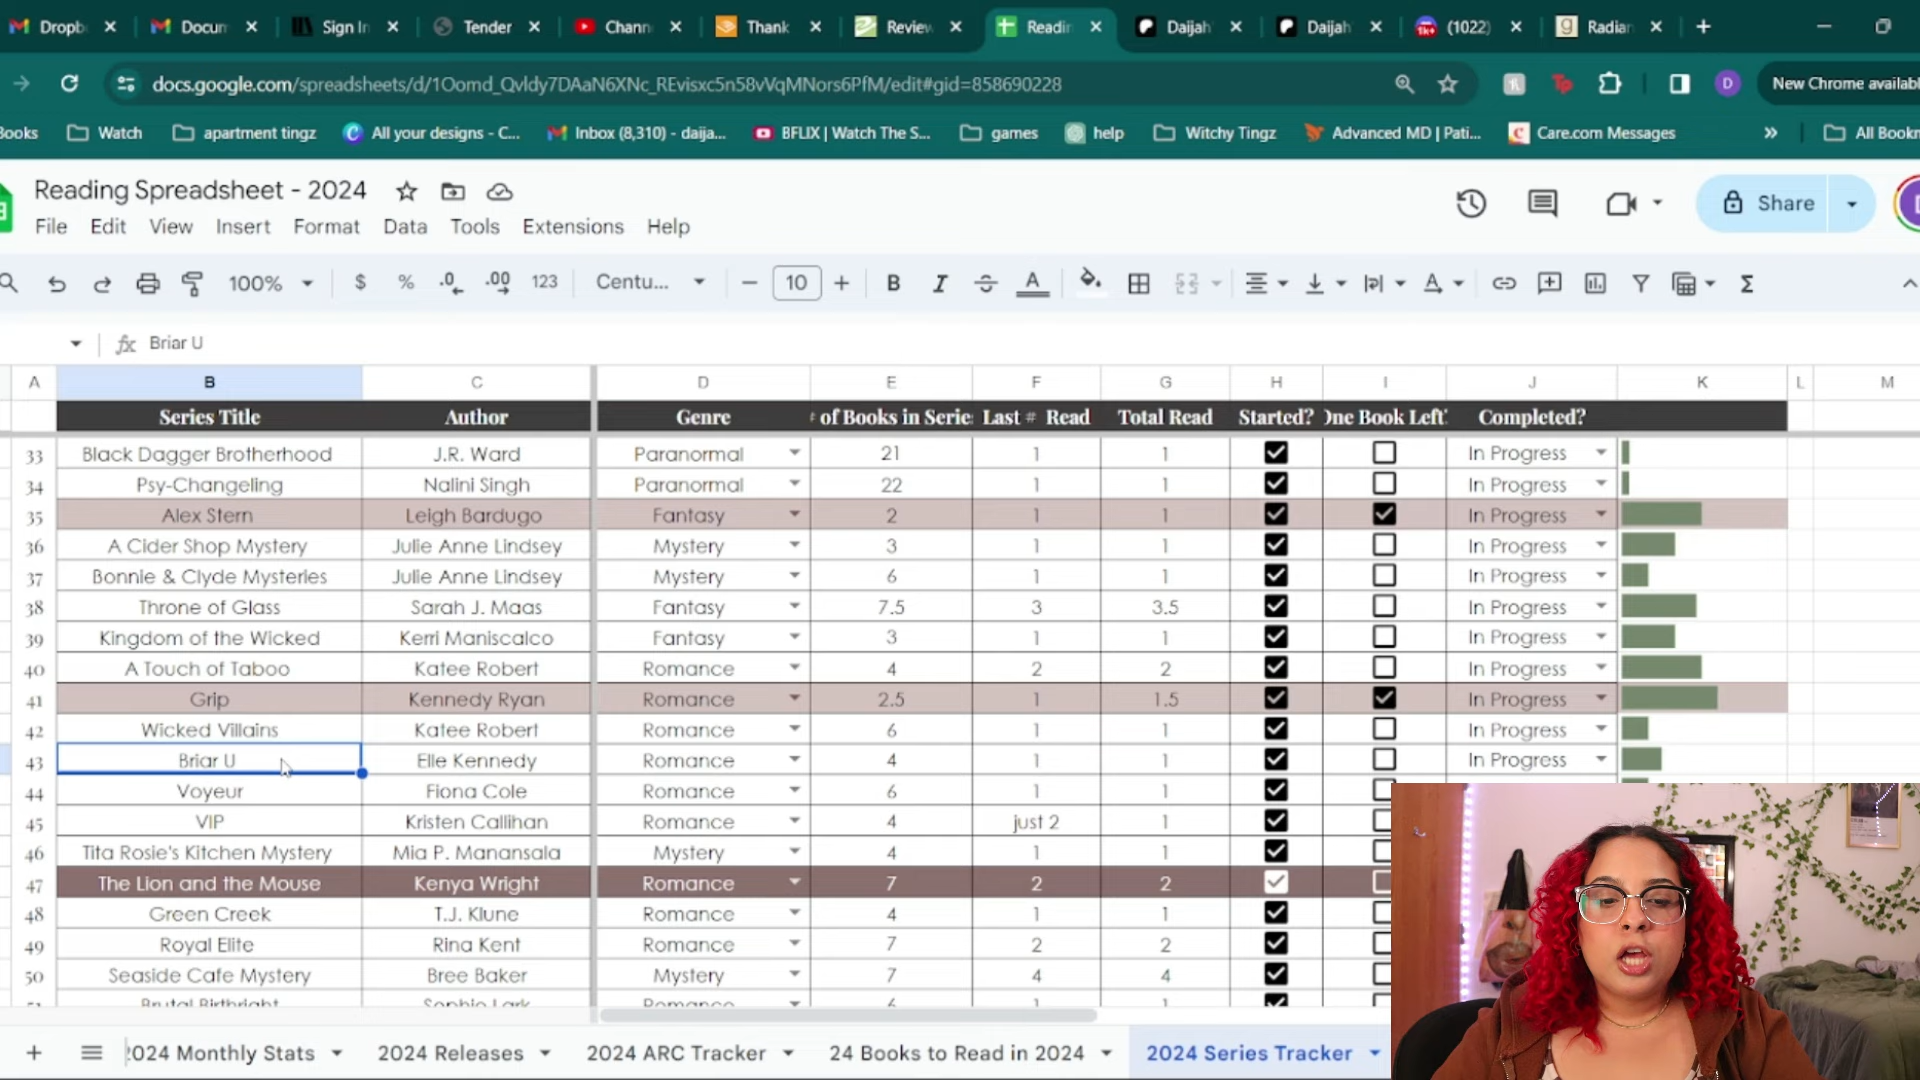 Dropb Docum Sign In Tender Chann Thank Review Readin Daijah Daijah (1022) Radian
docs.google.com/spreadsheets/d/1Oomd_Qvldy7DAaN6XNc_REvisxc5n58vVqMNors6PfM/edit#gid=858690228 New Chrome availabl
Books Watch apartment tingz All your designs - C... Inbox (8,310) - daija... BFLIX | Watch The S... games help Witchy Tingz Advanced MD | Pati... Care.com Messages » All Bookm
Reading Spreadsheet - 2024
Share
File Edit View Insert Format Data Tools Extensions Help
100% $ % .0 .00 123 Centu... 10 B I A
fx Briar U
A B C D E F G H I J K L M
Series Title Author Genre # of Books in Serie Last # Read Total Read Started? One Book Left? Completed?
33 Black Dagger Brotherhood J.R. Ward Paranormal 21 1 1 In Progress
34 Psy-Changeling Nalini Singh Paranormal 22 1 1 In Progress
35 Alex Stern Leigh Bardugo Fantasy 2 1 1 In Progress
36 A Cider Shop Mystery Julie Anne Lindsey Mystery 3 1 1 In Progress
37 Bonnie & Clyde Mysteries Julie Anne Lindsey Mystery 6 1 1 In Progress
38 Throne of Glass Sarah J. Maas Fantasy 7.5 3 3.5 In Progress
39 Kingdom of the Wicked Kerri Maniscalco Fantasy 3 1 1 In Progress
40 A Touch of Taboo Katee Robert Romance 4 2 2 In Progress
41 Grip Kennedy Ryan Romance 2.5 1 1.5 In Progress
42 Wicked Villains Katee Robert Romance 6 1 1 In Progress
43 Briar U Elle Kennedy Romance 4 1 1 In Progress
44 Voyeur Fiona Cole Romance 6 1 1
45 VIP Kristen Callihan Romance 4 just 2 1
46 Tita Rosie's Kitchen Mystery Mia P. Manansala Mystery 4 1 1
47 The Lion and the Mouse Kenya Wright Romance 7 2 2
48 Green Creek T.J. Klune Romance 4 1 1
49 Royal Elite Rina Kent Romance 7 2 2
50 Seaside Cafe Mystery Bree Baker Mystery 7 4 4
51 Brutal Birthright Sophie Lark Romance 6 1 1
2024 Monthly Stats 2024 Releases 2024 ARC Tracker 24 Books to Read in 2024 2024 Series Tracker